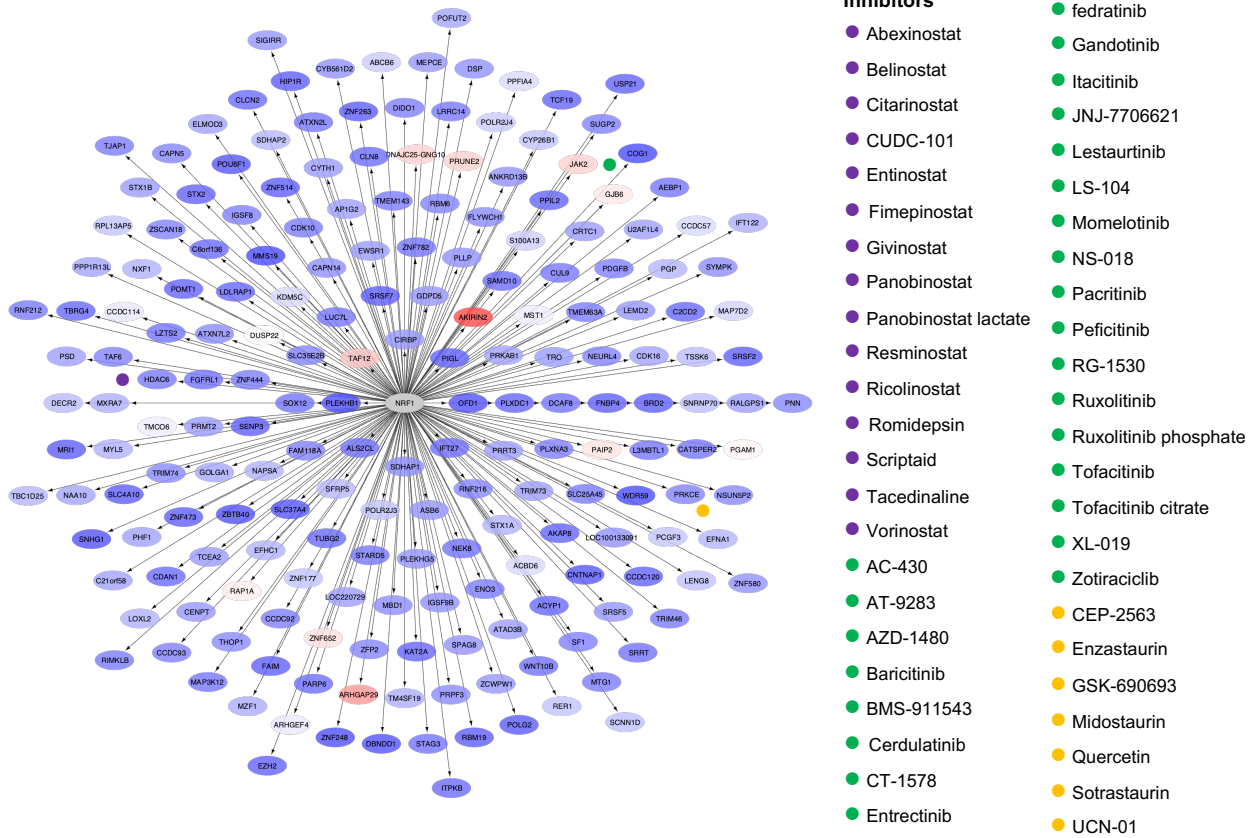 POFUT2
SIGIRR
CYB561D2
ABCB6
MEPCE
DSP
PPFIA4
USP21
HIP1R
CLCN2
ATXN2L
ZNF263
DIDO1
LRRC14
POLR2J4
TCF19
SUGP2
ELMOD3
SDHAP2
CYP26B1
TJAP1
CAPN5
POU6F1
CYTH1
CLN8
DNAJC25-GNG10
PRUNE2
ANKRD13B
JAK2
COG1
STX1B
STX2
ZNF514
AP1G2
TMEM143
RBM6
FLYWCH1
PPIL2
GJB6
AEBP1
RPL13AP5
ZSCAN18
IGSF8
CDK10
EWSR1
ZNF782
PLLP
S100A13
CRTC1
U2AF1L4
CCDC57
IFT122
PPP1R13L
NXF1
C6orf136
MMS19
CAPN14
SAMD10
CUL9
PDGFB
PGP
SYMPK
POMT1
LDLRAP1
KDM5C
SRSF7
GDPD5
RNF212
TBRG4
CCDC114
LUC7L
AKIRIN2
MST1
TMEM63A
LEMD2
C2CD2
MAP7D2
LZTS2
ATXN7L2
DUSP22
CIRBP
PSD
TAF6
SLC35E2B
TAF12
PIGL
PRKAB1
TRO
NEURL4
CDK16
TSSK6
SRSF2
HDAC6
FGFRL1
ZNF444
DECR2
MXRA7
SOX12
PLEKHB1
NRF1
OFD1
PLXDC1
DCAF8
FNBP4
BRD2
SNRNP70
RALGPS1
PNN
TMCO6
PRMT2
SENP3
MRI1
MYL5
FAM118A
ALS2CL
IFT27
PRRT3
PLXNA3
PAIP2
L3MBTL1
CATSPER2
PGAM1
TRIM74
GOLGA1
NAPSA
SDHAP1
TBC1D25
NAA10
SLC4A10
SFRP5
RNF216
TRIM73
SLC25A45
WDR59
PRKCE
NSUN5P2
ZNF473
ZBTB40
SLC37A4
POLR2J3
ASB6
STX1A
SNHG1
PHF1
TUBG2
AKAP8
LOC100133091
PCGF3
EFNA1
TCEA2
EFHC1
STARD5
PLEKHG5
NEK8
ACBD6
C21orf58
CDAN1
ZNF177
CNTNAP1
CCDC120
LENG8
ZNF580
RAP1A
LOC220729
MBD1
IGSF9B
ENO3
ACYP1
LOXL2
CENPT
CCDC92
SRSF5
TRIM46
THOP1
ZNF652
ZFP2
KAT2A
SPAG8
ATAD3B
SF1
RIMKLB
CCDC93
FAIM
WNT10B
SRRT
MAP3K12
PARP6
ARHGAP29
TM4SF19
PRPF3
ZCWPW1
MTG1
MZF1
RER1
ARHGEF4
ZNF248
DBNDD1
STAG3
RBM19
POLG2
SCNN1D
EZH2
ITPKB
Inhibitors
Abexinostat
Belinostat
Citarinostat
CUDC-101
Entinostat
Fimepinostat
Givinostat
Panobinostat
Panobinostat lactate
Resminostat
Ricolinostat
Romidepsin
Scriptaid
Tacedinaline
Vorinostat
AC-430
AT-9283
AZD-1480
Baricitinib
BMS-911543
Cerdulatinib
CT-1578
Entrectinib
fedratinib
Gandotinib
Itacitinib
JNJ-7706621
Lestaurtinib
LS-104
Momelotinib
NS-018
Pacritinib
Peficitinib
RG-1530
Ruxolitinib
Ruxolitinib phosphate
Tofacitinib
Tofacitinib citrate
XL-019
Zotiraciclib
CEP-2563
Enzastaurin
GSK-690693
Midostaurin
Quercetin
Sotrastaurin
UCN-01